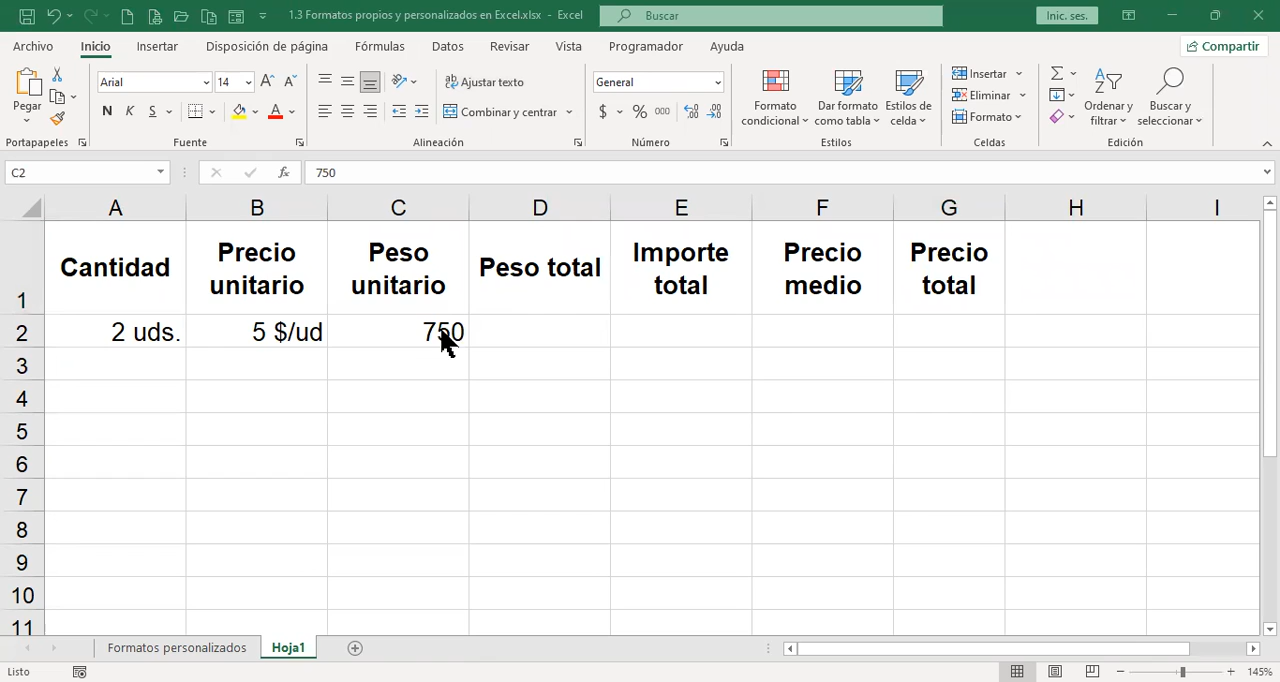 1.3 Formatos propios y personalizados en Excel.xlsx - Excel
Buscar
Inic. ses.
Archivo Inicio Insertar Disposición de página Fórmulas Datos Revisar Vista Programador Ayuda
Compartir
Pegar
Portapapeles
Arial 14
N K S
Fuente
Ajustar texto
Combinar y centrar
Alineación
General
$ % 000
Número
Formato
condicional
Dar formato
como tabla
Estilos de
celda
Estilos
Insertar
Eliminar
Formato
Celdas
Ordenar y
filtrar
Buscar y
seleccionar
Edición
C2 fx 750
A B C D E F G H I
1
Cantidad
Precio
unitario
Peso
unitario
Peso total
Importe
total
Precio
medio
Precio
total
2 2 uds. 5 $/ud 750
3
4
5
6
7
8
9
10
11
Formatos personalizados Hoja1
Listo
145%